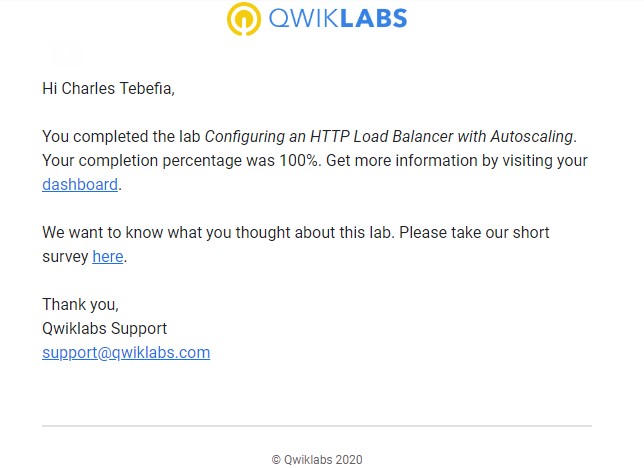 QWIKLABS
Hi Charles Tebefia,
You completed the lab Configuring an HTTP Load Balancer with Autoscaling.
Your completion percentage was 100%. Get more information by visiting your
dashboard.
We want to know what you thought about this lab. Please take our short
survey here.
Thank you,
Qwiklabs Support
support@qwiklabs.com
© Qwiklabs 2020